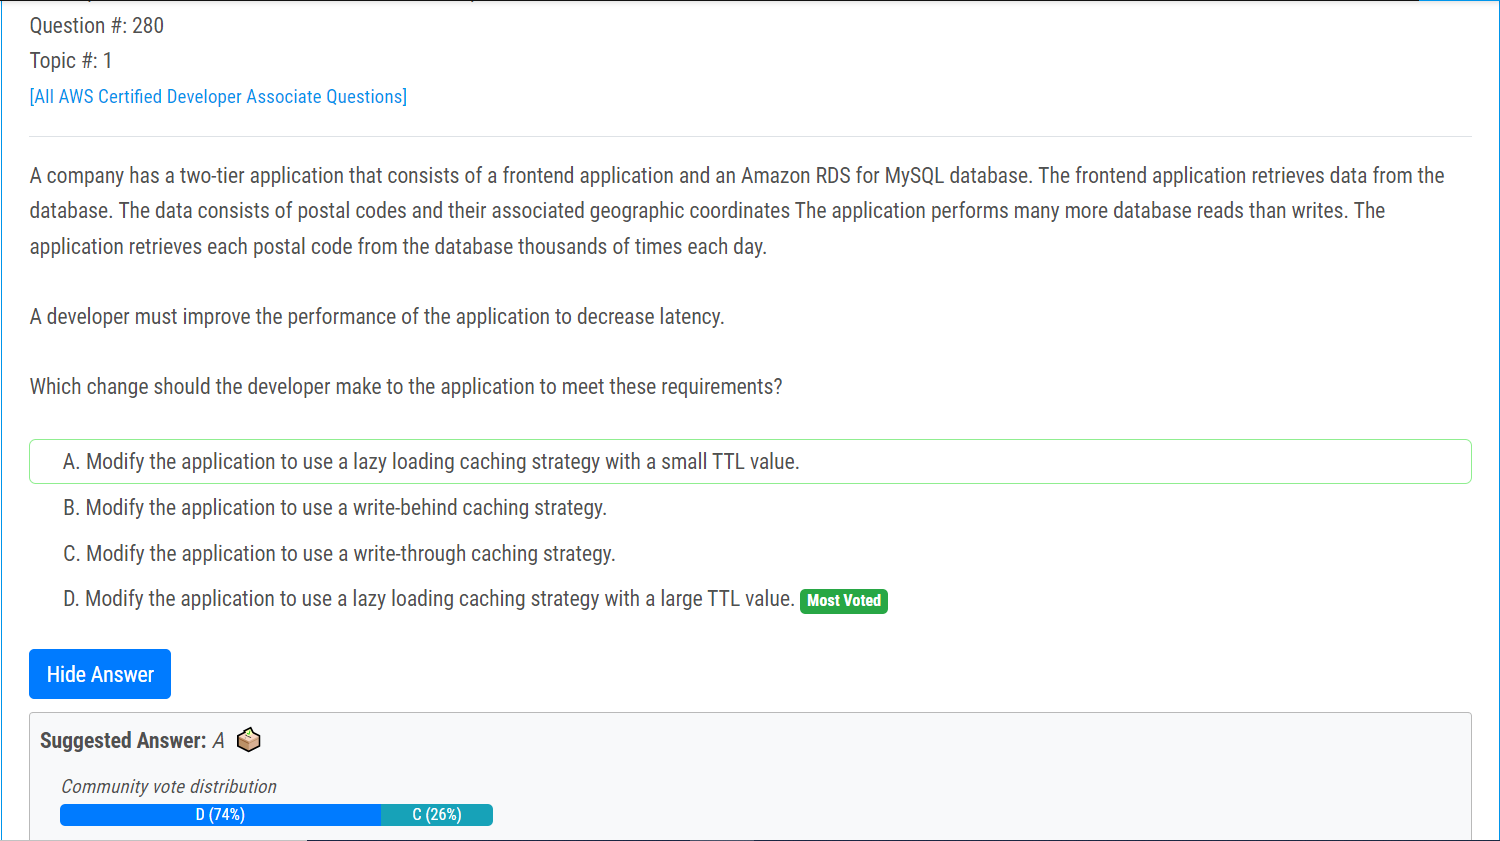 Question #: 280
Topic #: 1
[All AWS Certified Developer Associate Questions]
A company has a two-tier application that consists of a frontend application and an Amazon RDS for MySQL database. The frontend application retrieves data from the
database. The data consists of postal codes and their associated geographic coordinates The application performs many more database reads than writes. The
application retrieves each postal code from the database thousands of times each day.
A developer must improve the performance of the application to decrease latency.
Which change should the developer make to the application to meet these requirements?
A. Modify the application to use a lazy loading caching strategy with a small TTL value.
B. Modify the application to use a write-behind caching strategy.
C. Modify the application to use a write-through caching strategy.
D. Modify the application to use a lazy loading caching strategy with a large TTL value. Most Voted
Hide Answer
Suggested Answer: A
Community vote distribution
D (74%) C (26%)